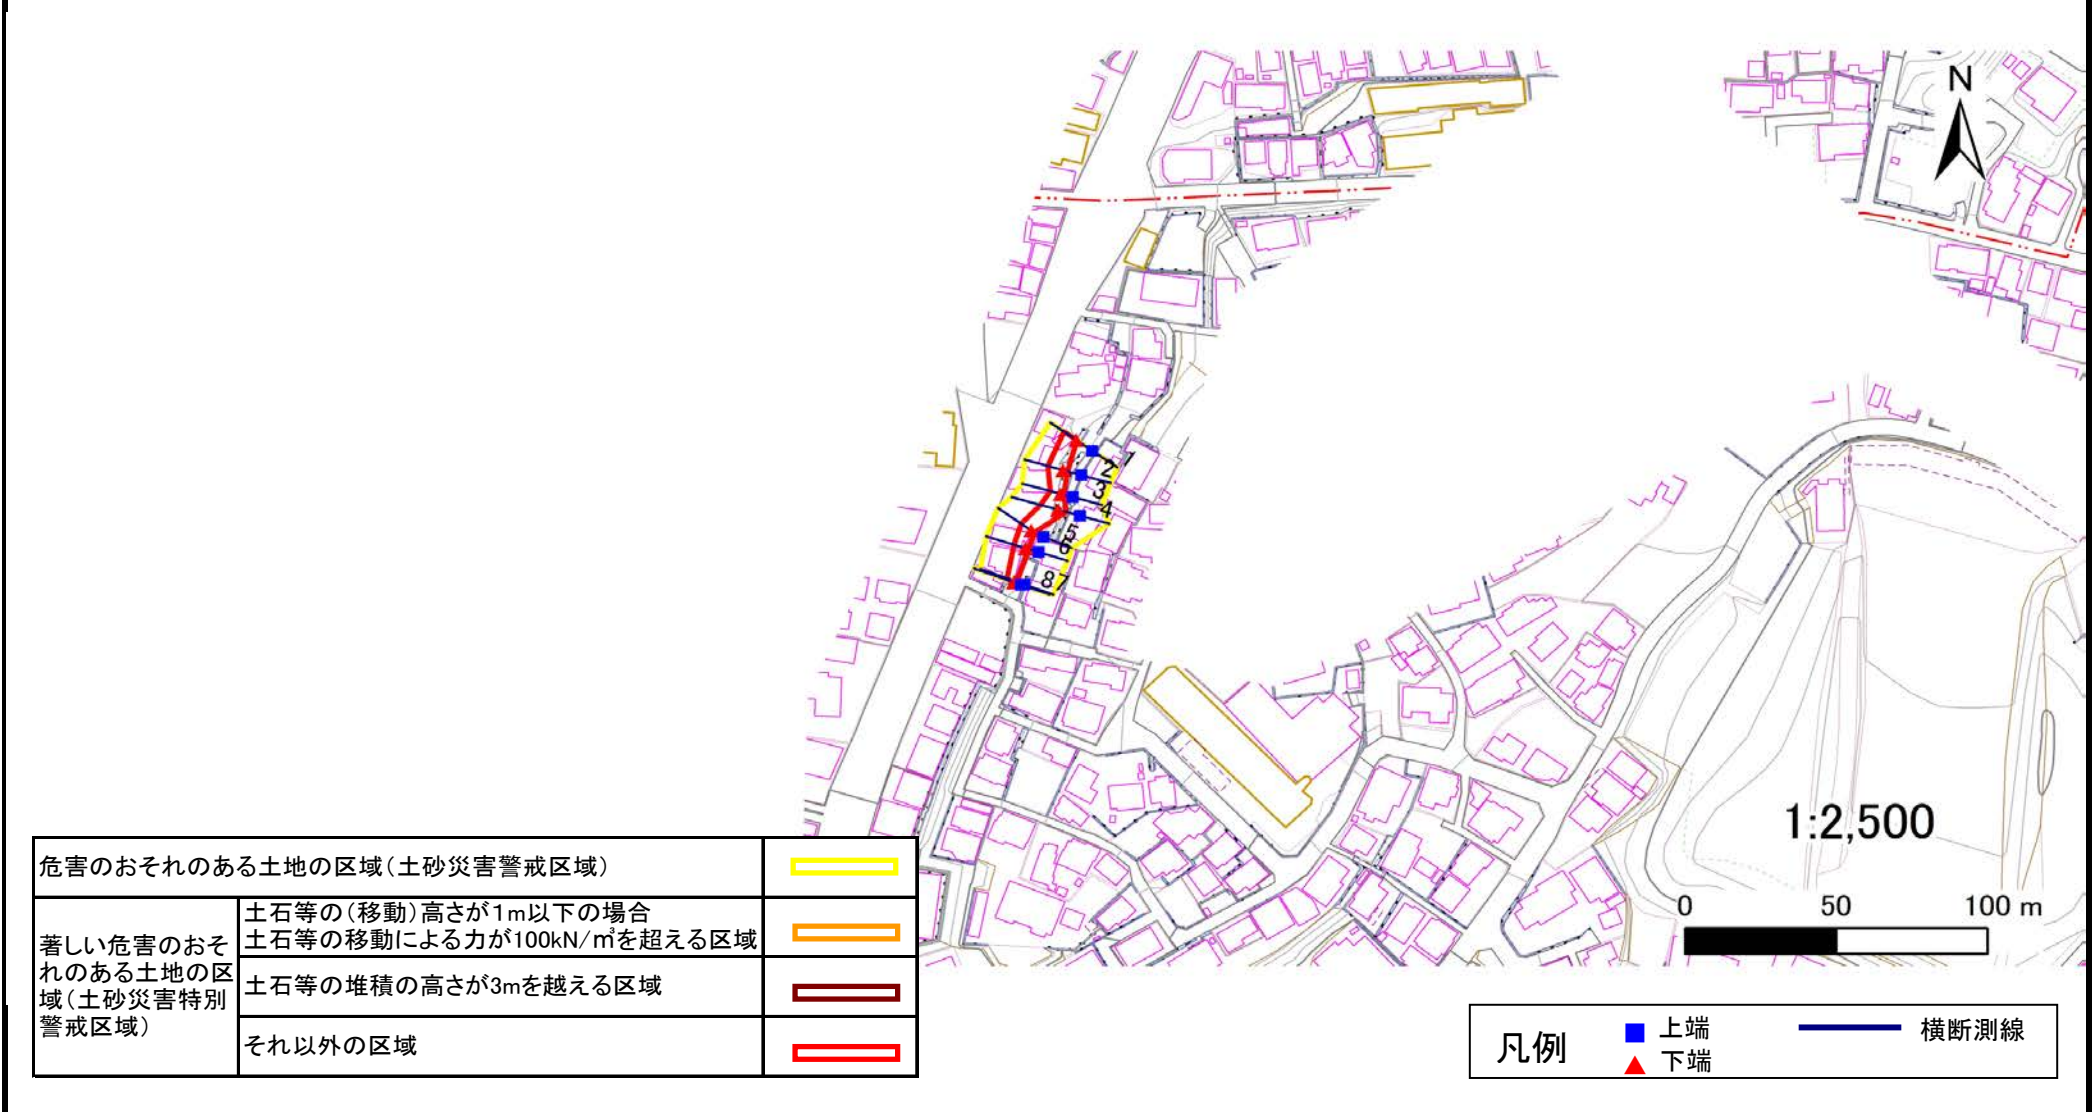 N
1
2
3
4
5
6
8
7
1:2,500
0 50 100 m
危害のおそれのある土地の区域(土砂災害警戒区域)
著しい危害のおそ
れのある土地の区
域(土砂災害特別
警戒区域)
土石等の(移動)高さが1m以下の場合
土石等の移動による力が100kN/㎡を超える区域
土石等の堆積の高さが3mを越える区域
それ以外の区域
凡例
上端
下端
横断測線